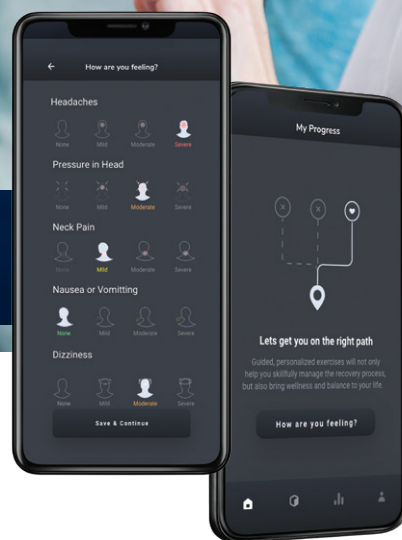 How are you feeling?
Headaches
None Mild Moderate Severe
Pressure in Head
None Mild Moderate Severe
Neck Pain
None Mild Moderate Severe
Nausea or Vomitting
None Mild Moderate Severe
Dizziness
None Mild Moderate Severe
Save & Continue
My Progress
Lets get you on the right path
Guided, personalized exercises will not only
help you skillfully manage the recovery process,
but also bring wellness and balance to your life.
How are you feeling?